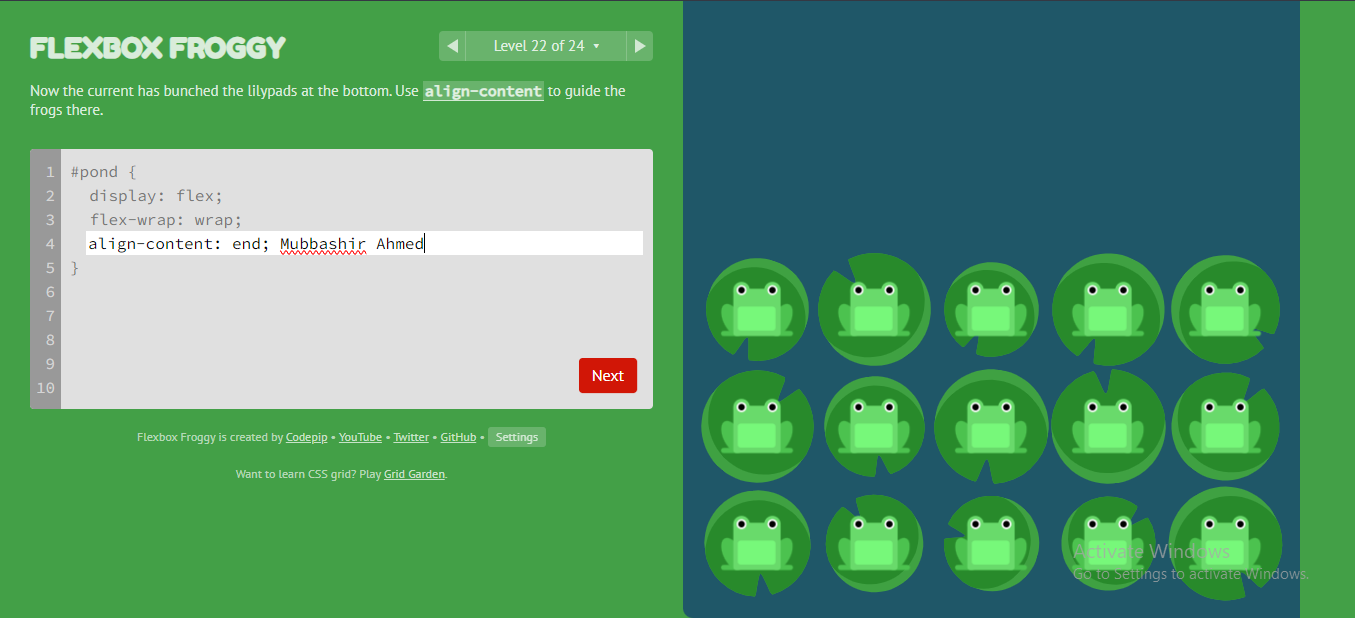 FLEXBOX FROGGY
◀ Level 22 of 24 ▾ ▶
Now the current has bunched the lilypads at the bottom. Use align-content to guide the
frogs there.
1 #pond {
2 display: flex;
3 flex-wrap: wrap;
4 align-content: end; Mubbashir Ahmed
5 }
6
7
8
9
10
Next
Flexbox Froggy is created by Codepip • YouTube • Twitter • GitHub • Settings
Want to learn CSS grid? Play Grid Garden.
Activate Windows
Go to Settings to activate Windows.